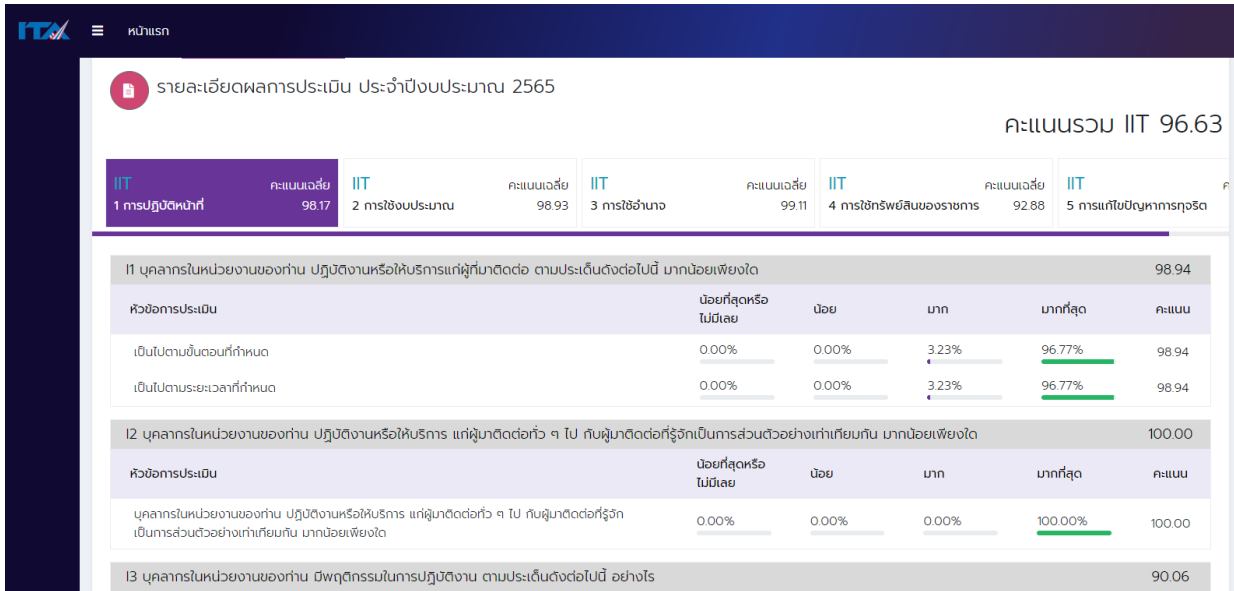 ITA ☰ หน้าแรก
รายละเอียดผลการประเมิน ประจำปีงบประมาณ 2565
คะแนนรวม IIT 96.63
IIT คะแนนเฉลี่ย IIT คะแนนเฉลี่ย IIT คะแนนเฉลี่ย IIT คะแนนเฉลี่ย IIT ค
1 การปฏิบัติหน้าที่ 98.17 2 การใช้งบประมาณ 98.93 3 การใช้อำนาจ 99.11 4 การใช้ทรัพย์สินของราชการ 92.88 5 การแก้ไขปัญหาการทุจริต
I1 บุคลากรในหน่วยงานของท่าน ปฏิบัติงานหรือให้บริการแก่ผู้ที่มาติดต่อ ตามประเด็นดังต่อไปนี้ มากน้อยเพียงใด 98.94
หัวข้อการประเมิน น้อยที่สุดหรือ
ไม่มีเลย น้อย มาก มากที่สุด คะแนน
เป็นไปตามขั้นตอนที่กำหนด 0.00% 0.00% 3.23% 96.77% 98.94
เป็นไปตามระยะเวลาที่กำหนด 0.00% 0.00% 3.23% 96.77% 98.94
I2 บุคลากรในหน่วยงานของท่าน ปฏิบัติงานหรือให้บริการ แก่ผู้มาติดต่อทั่ว ๆ ไป กับผู้มาติดต่อที่รู้จักเป็นการส่วนตัวอย่างเท่าเทียมกัน มากน้อยเพียงใด 100.00
หัวข้อการประเมิน น้อยที่สุดหรือ
ไม่มีเลย น้อย มาก มากที่สุด คะแนน
บุคลากรในหน่วยงานของท่าน ปฏิบัติงานหรือให้บริการ แก่ผู้มาติดต่อทั่ว ๆ ไป กับผู้มาติดต่อที่รู้จัก
เป็นการส่วนตัวอย่างเท่าเทียมกัน มากน้อยเพียงใด 0.00% 0.00% 0.00% 100.00% 100.00
I3 บุคลากรในหน่วยงานของท่าน มีพฤติกรรมในการปฏิบัติงาน ตามประเด็นดังต่อไปนี้ อย่างไร 90.06